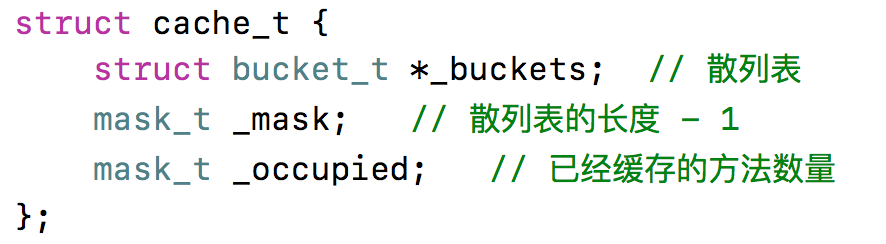 struct cache_t {
    struct bucket_t *_buckets;  // 散列表
    mask_t _mask;   // 散列表的长度 - 1
    mask_t _occupied;   // 已经缓存的方法数量
};